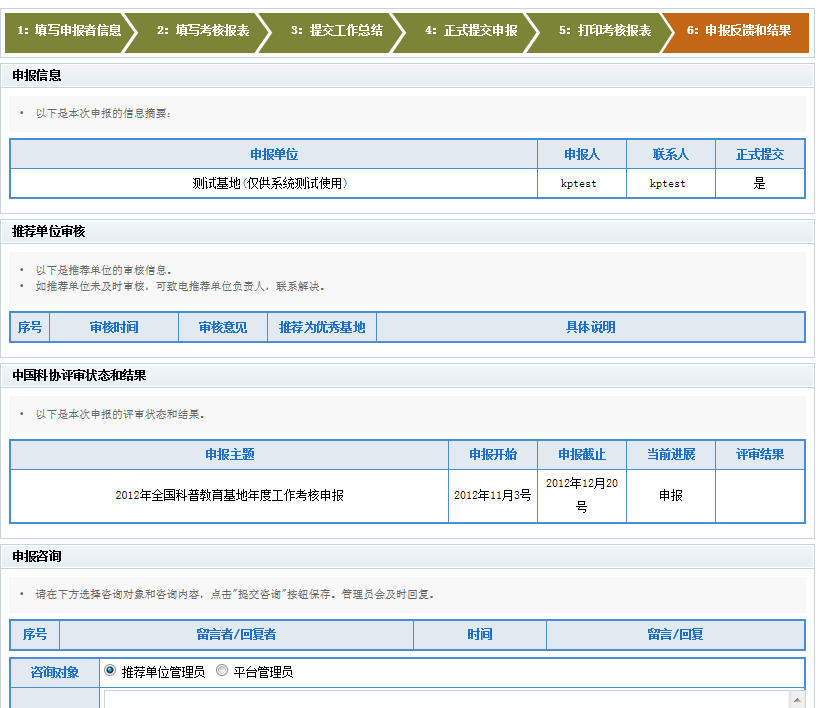 1: 填写申报者信息 2: 填写考核报表 3: 提交工作总结 4: 正式提交申报 5: 打印考核报表 6: 申报反馈和结果
申报信息
• 以下是本次申报的信息摘要:
申报单位 申报人 联系人 正式提交
测试基地(仅供系统测试使用) kptest kptest 是
推荐单位审核
• 以下是推荐单位的审核信息。
• 如推荐单位未及时审核, 可致电推荐单位负责人, 联系解决。
序号 审核时间 审核意见 推荐为优秀基地 具体说明
中国科协评审状态和结果
• 以下是本次申报的评审状态和结果。
申报主题 申报开始 申报截止 当前进展 评审结果
2012年全国科普教育基地年度工作考核申报 2012年11月3号 2012年12月20
号 申报
申报咨询
• 请在下方选择咨询对象和咨询内容, 点击"提交咨询"按钮保存。管理员会及时回复。
序号 留言者/回复者 时间 留言/回复
咨询对象 推荐单位管理员 平台管理员